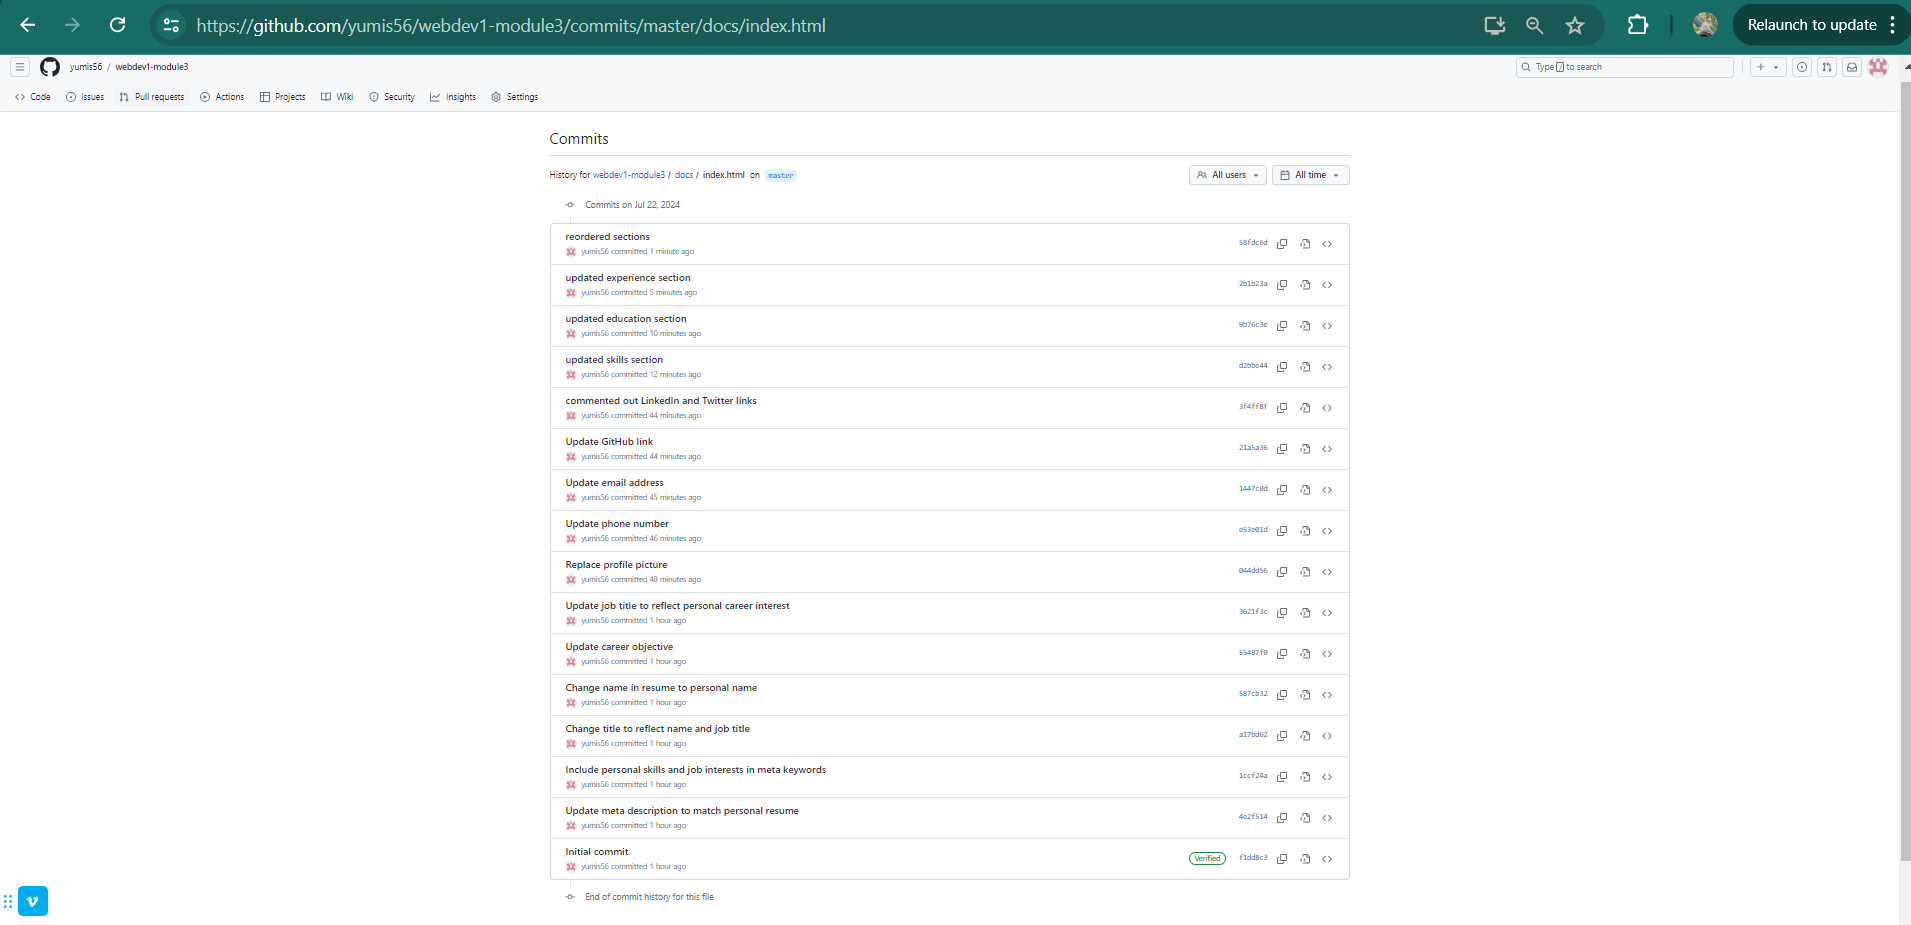 https://github.com/yumis56/webdev1-module3/commits/master/docs/index.html
Relaunch to update
yumis56 / webdev1-module3
Type / to search
Code Issues Pull requests Actions Projects Wiki Security Insights Settings
Commits
History for webdev1-module3 / docs / index.html on master
All users All time
Commits on Jul 22, 2024
reordered sections
yumis56 committed 1 minute ago
58fdc6d
updated experience section
yumis56 committed 5 minutes ago
2b1b23a
updated education section
yumis56 committed 10 minutes ago
9b76c3e
updated skills section
yumis56 committed 12 minutes ago
d2bbe44
commented out LinkedIn and Twitter links
yumis56 committed 44 minutes ago
3f4ff8f
Update GitHub link
yumis56 committed 44 minutes ago
21a5a36
Update email address
yumis56 committed 45 minutes ago
1447c0d
Update phone number
yumis56 committed 46 minutes ago
e53e01d
Replace profile picture
yumis56 committed 48 minutes ago
044dd56
Update job title to reflect personal career interest
yumis56 committed 1 hour ago
3621f3c
Update career objective
yumis56 committed 1 hour ago
55487f0
Change name in resume to personal name
yumis56 committed 1 hour ago
587cb32
Change title to reflect name and job title
yumis56 committed 1 hour ago
a17bd62
Include personal skills and job interests in meta keywords
yumis56 committed 1 hour ago
1ccf24a
Update meta description to match personal resume
yumis56 committed 1 hour ago
4e2f514
Initial commit
yumis56 committed 1 hour ago
Verified f1dd8c3
End of commit history for this file